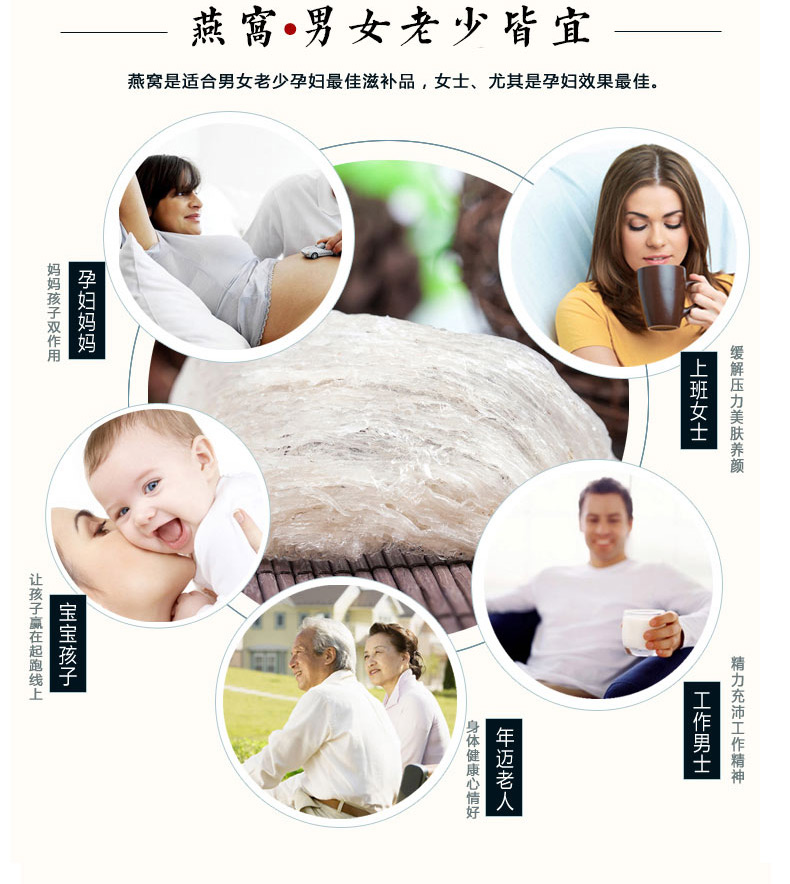 燕窝•男女老少皆宜
燕窝是适合男女老少孕妇最佳滋补品，女士、尤其是孕妇效果最佳。
孕妇妈妈
妈妈孩子双作用
上班女士
缓解压力美肤养颜
宝宝孩子
让孩子赢在起跑线上
工作男士
精力充沛工作精神
年迈老人
身体健康心情好